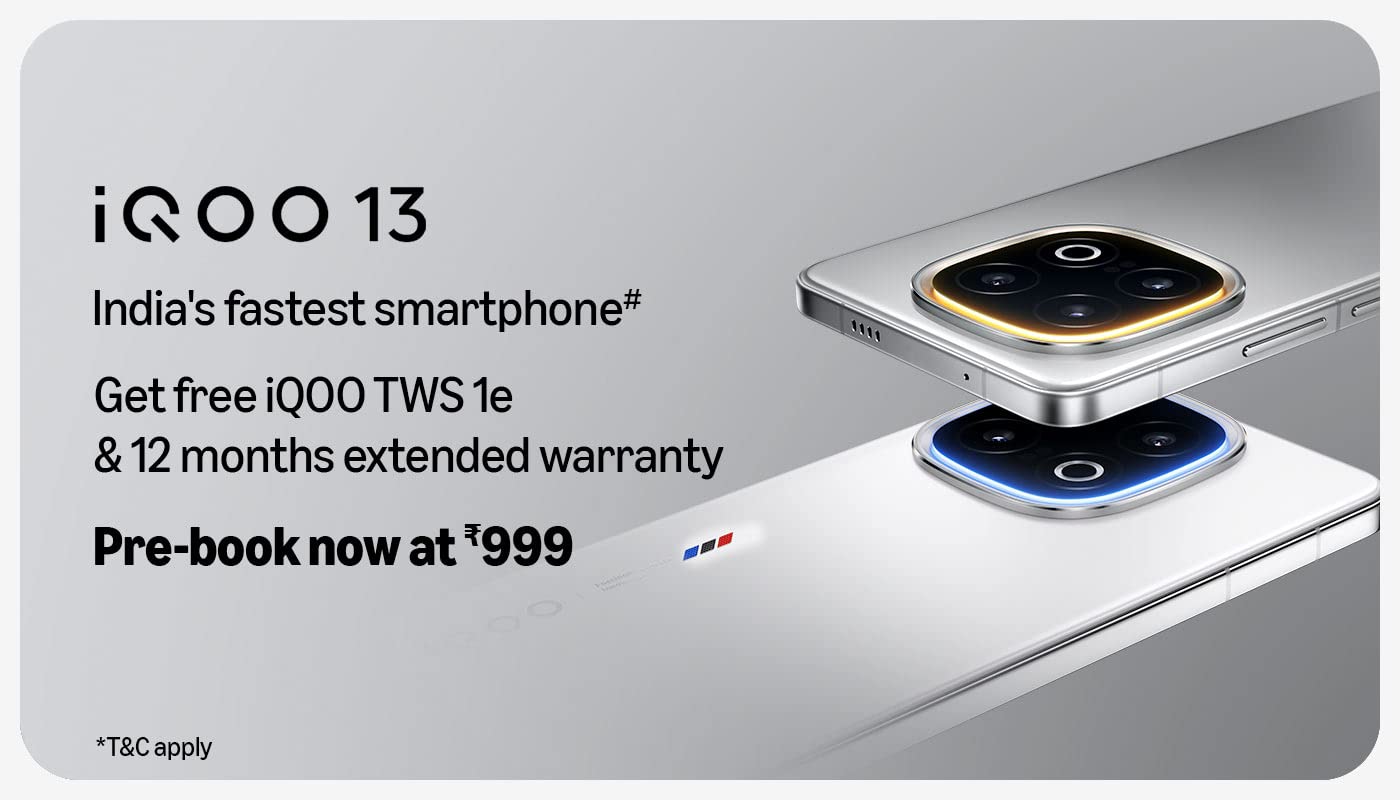 iQOO 13
India's fastest smartphone#
Get free iQOO TWS 1e
& 12 months extended warranty
Pre-book now at ₹999
*T&C apply